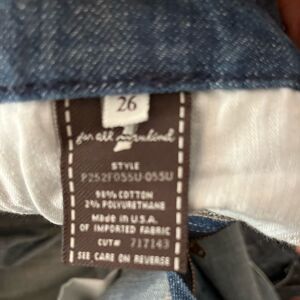 26
for all mankind
STYLE
P252F055U-055U
98% COTTON
2% POLYURETHANE
Made in U.S.A.
OF IMPORTED FABRIC
CUT# 717143
SEE CARE ON REVERSE